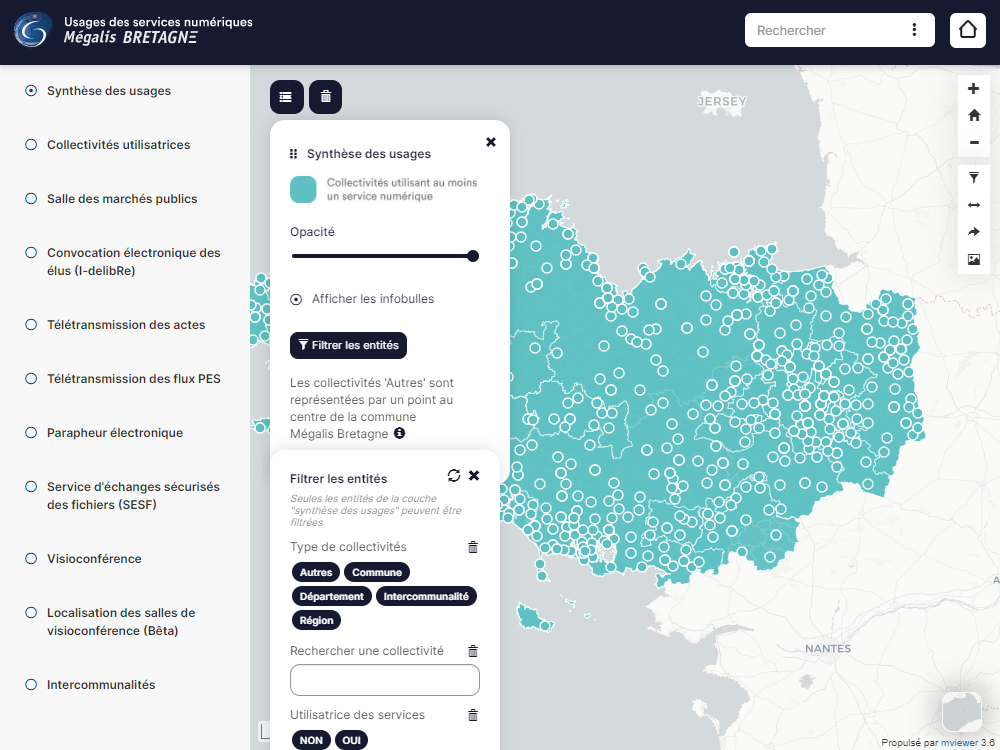 Usages des services numériques
Mégalis BRETAGNE
Rechercher
Synthèse des usages
Collectivités utilisatrices
Salle des marchés publics
Convocation électronique des
élus (I-delibRe)
Télétransmission des actes
Télétransmission des flux PES
Parapheur électronique
Service d'échanges sécurisés
des fichiers (SESF)
Visioconférence
Localisation des salles de
visioconférence (Bêta)
Intercommunalités
Synthèse des usages
Collectivités utilisant au moins
un service numérique
Opacité
Afficher les infobulles
Filtrer les entités
Les collectivités 'Autres' sont
représentées par un point au
centre de la commune
Mégalis Bretagne
Filtrer les entités
Seules les entités de la couche
"synthèse des usages" peuvent être
filtrées
Type de collectivités
Autres Commune
Département Intercommunalité
Région
Rechercher une collectivité
Utilisatrice des services
NON OUI
JERSEY
NANTES
A
Propulsé par mviewer 3.6